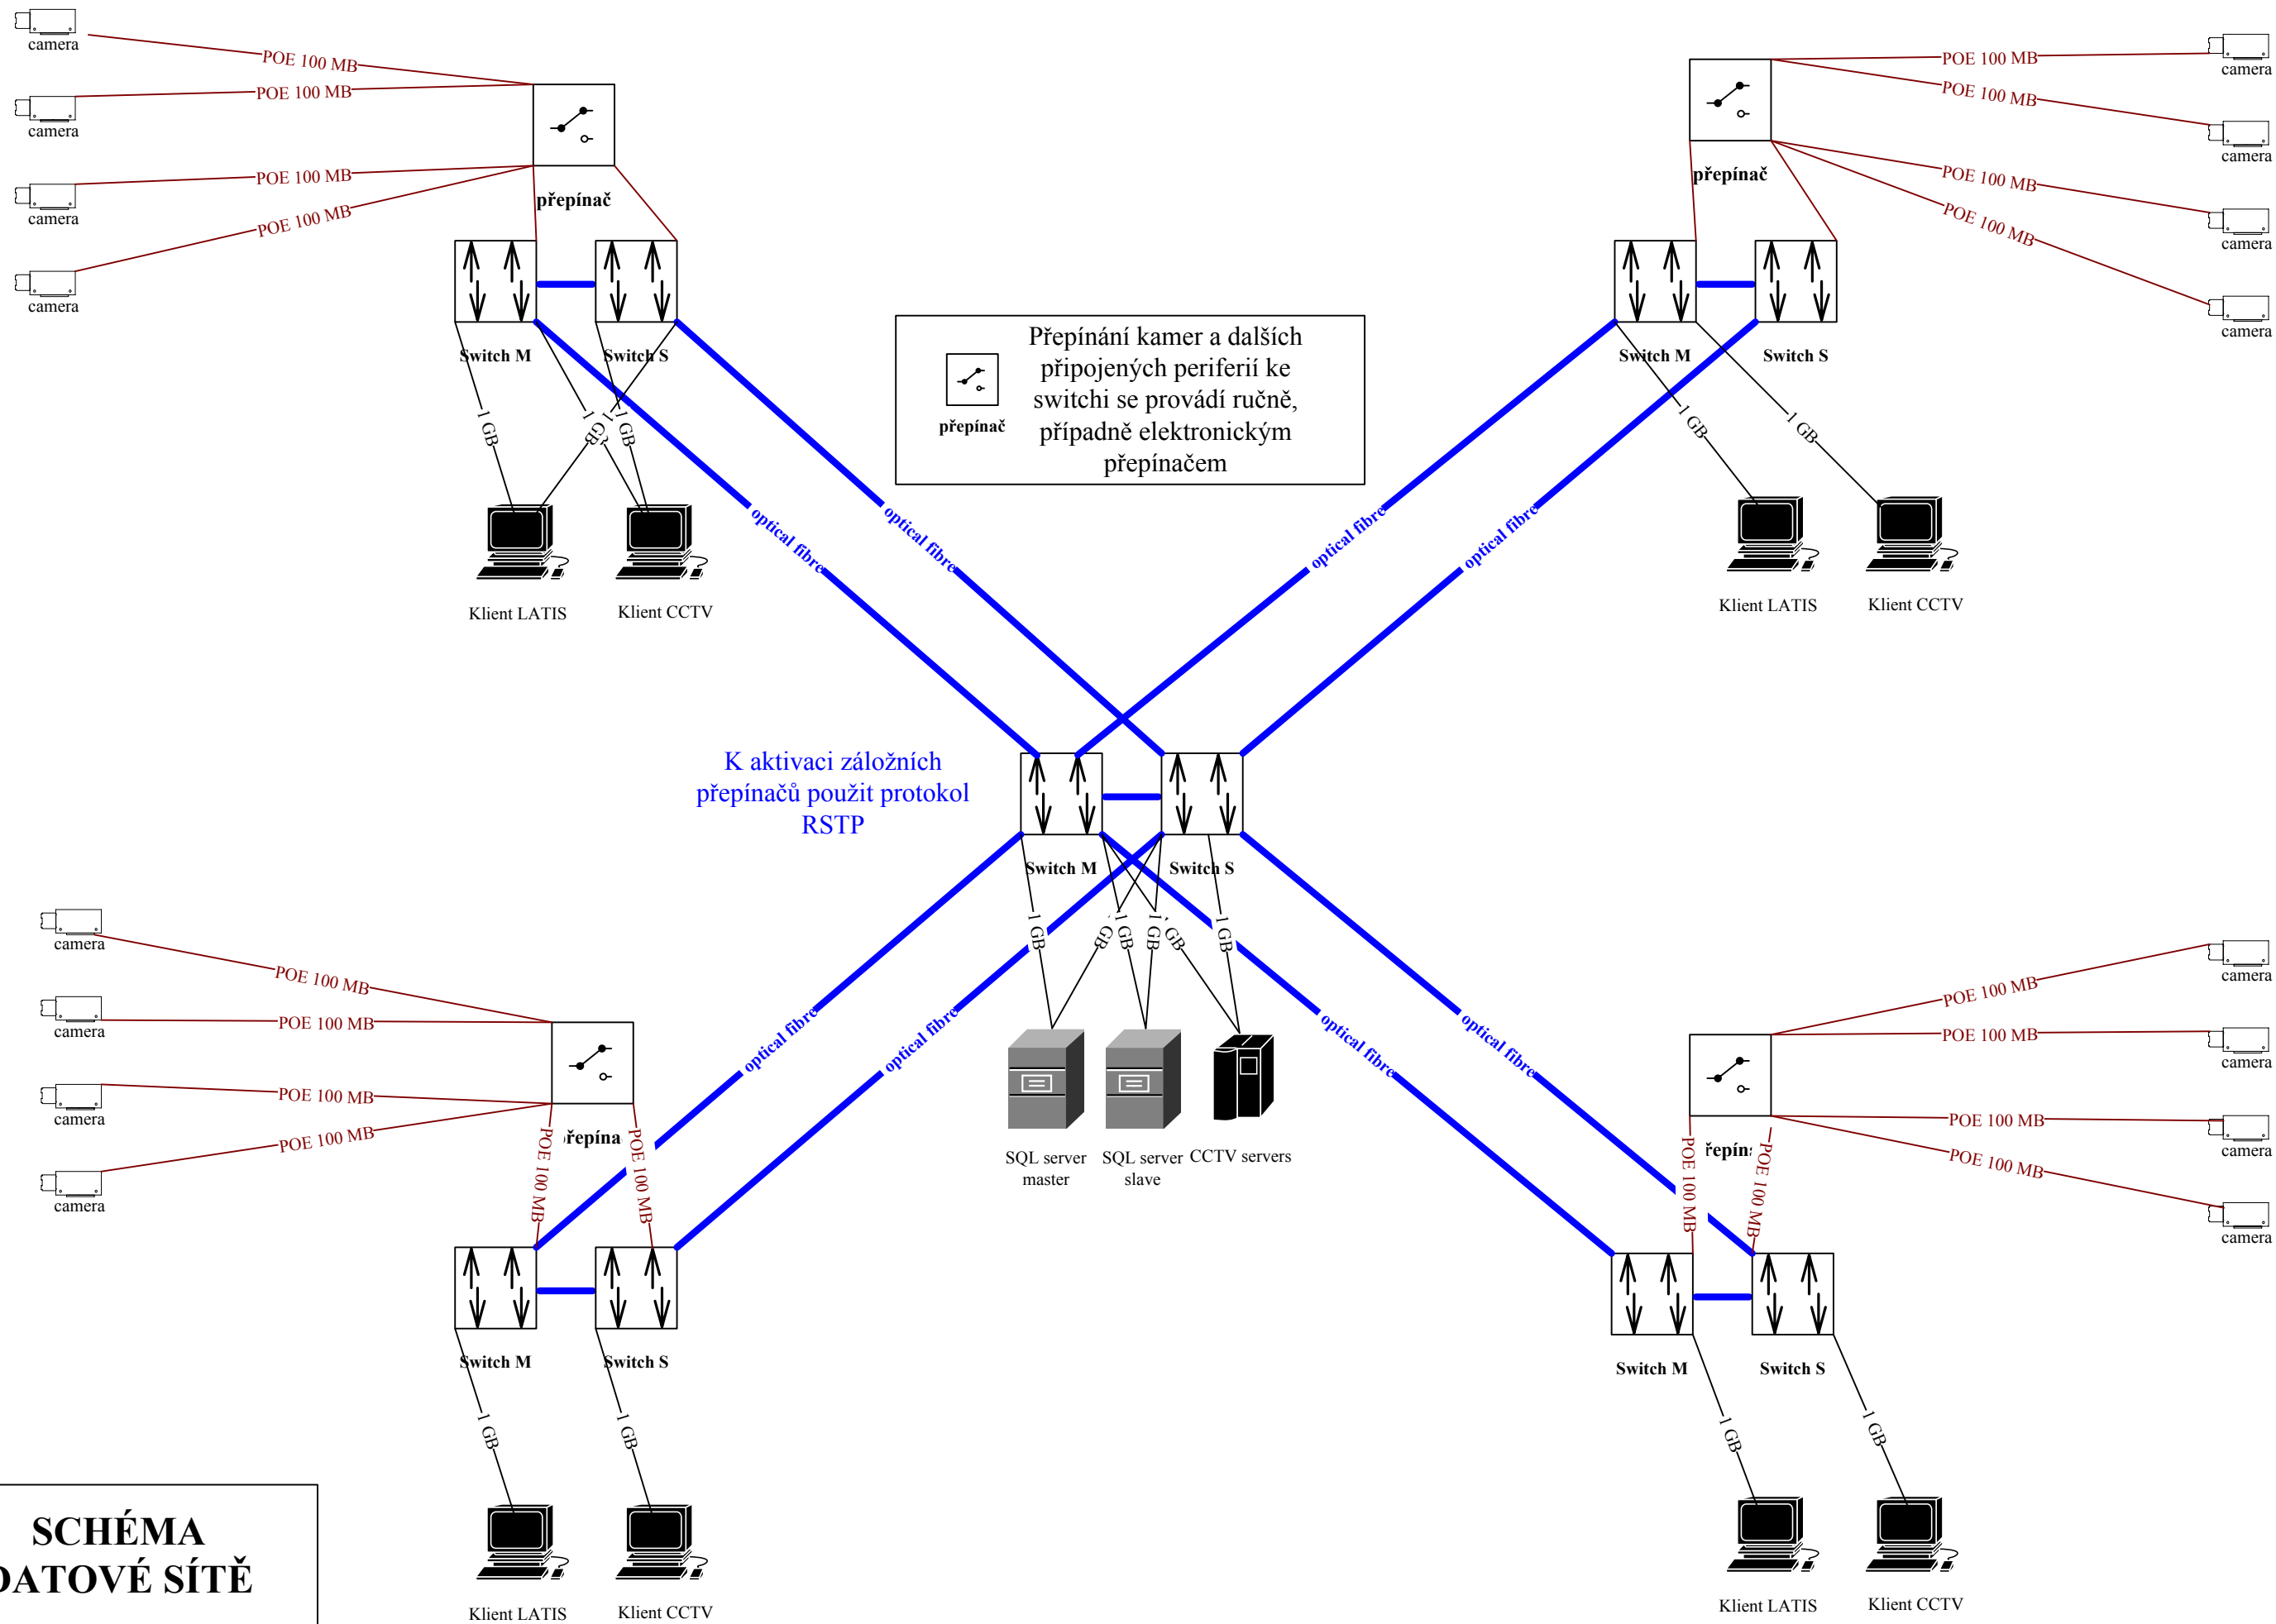 camera
camera
camera
camera
POE 100 MB
POE 100 MB
POE 100 MB
POE 100 MB
přepínač
Switch M
Switch S
1 GB
1 GB
1 GB
Klient LATIS
Klient CCTV
optical fibre
optical fibre
přepínač
Přepínání kamer a dalších
připojených periferií ke
switchi se provádí ručně,
případně elektronickým
přepínačem
POE 100 MB
POE 100 MB
POE 100 MB
POE 100 MB
camera
camera
camera
camera
přepínač
Switch M
Switch S
1 GB
1 GB
Klient LATIS
Klient CCTV
optical fibre
optical fibre
K aktivaci záložních
přepínačů použit protokol
RSTP
Switch M
Switch S
1 GB
GB
1 GB
1 GB
GB
1 GB
SQL server
master
SQL server
slave
CCTV servers
optical fibre
optical fibre
optical fibre
optical fibre
camera
camera
camera
camera
POE 100 MB
POE 100 MB
POE 100 MB
POE 100 MB
řepína
POE 100 MB
POE 100 MB
Switch M
Switch S
1 GB
1 GB
Klient LATIS
Klient CCTV
POE 100 MB
POE 100 MB
POE 100 MB
POE 100 MB
camera
camera
camera
camera
řepína
POE 100 MB
POE 100 MB
Switch M
Switch S
1 GB
1 GB
Klient LATIS
Klient CCTV
SCHÉMA
DATOVÉ SÍTĚ